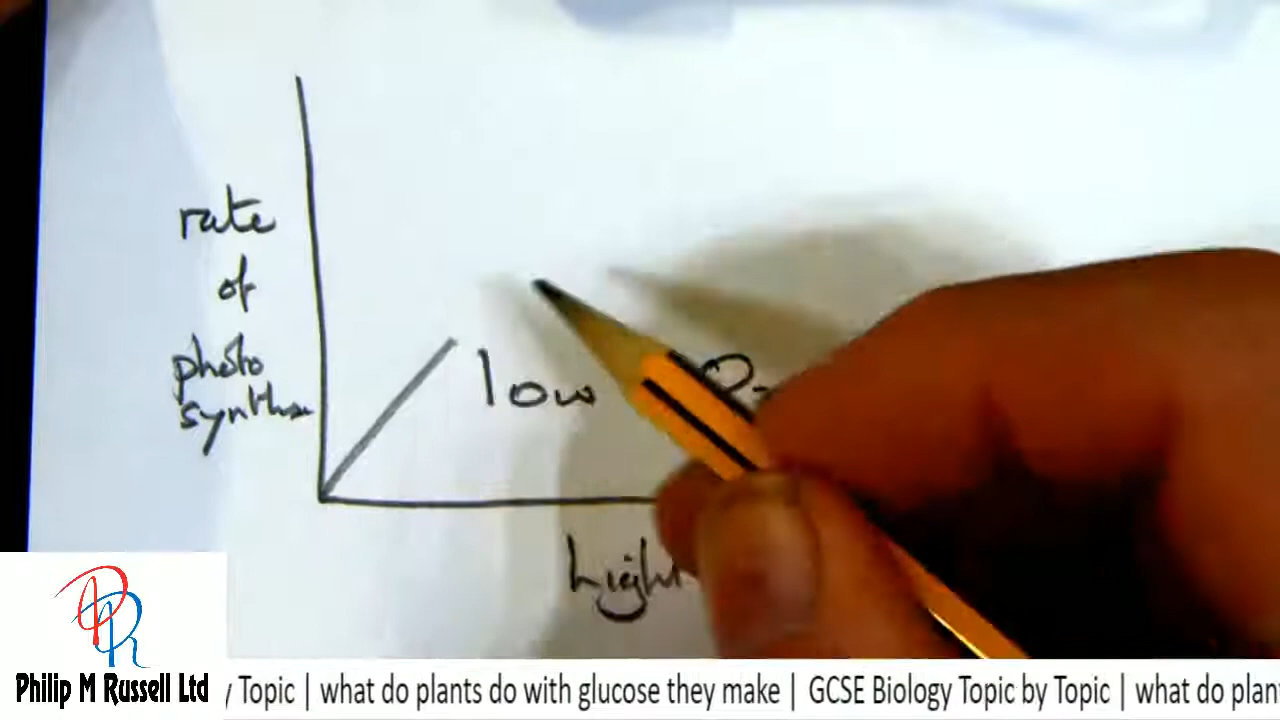 rate
of
photo
synthe
low
Light
Philip M Russell Ltd
y Topic | what do plants do with glucose they make | GCSE Biology Topic by Topic | what do plan